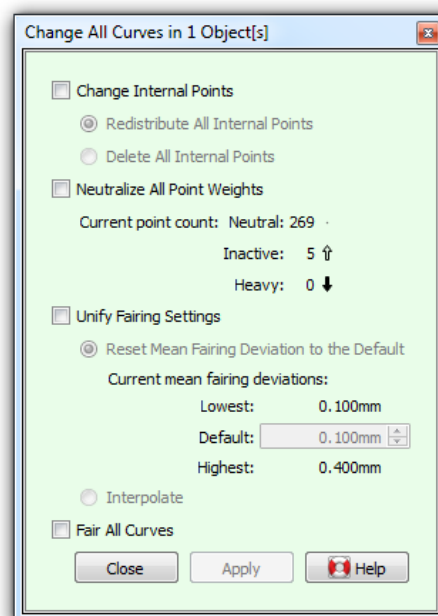 Change All Curves in 1 Object[s]
Change Internal Points
Redistribute All Internal Points
Delete All Internal Points
Neutralize All Point Weights
Current point count: Neutral: 269
Inactive: 5
Heavy: 0
Unify Fairing Settings
Reset Mean Fairing Deviation to the Default
Current mean fairing deviations:
Lowest: 0.100mm
Default: 0.100mm
Highest: 0.400mm
Interpolate
Fair All Curves
Close Apply Help